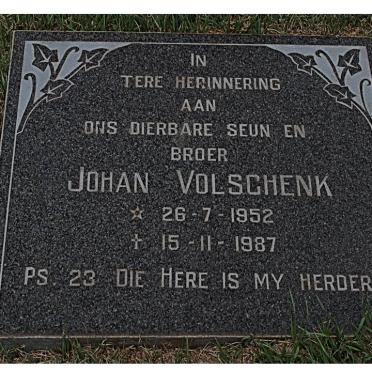 IN
TERE HERINNERING
AAN
ONS DIERBARE SEUN EN
BROER
JOHAN VOLSCHENK
☆ 26-7-1952
✝ 15-11-1987
PS. 23 DIE HERE IS MY HERDER